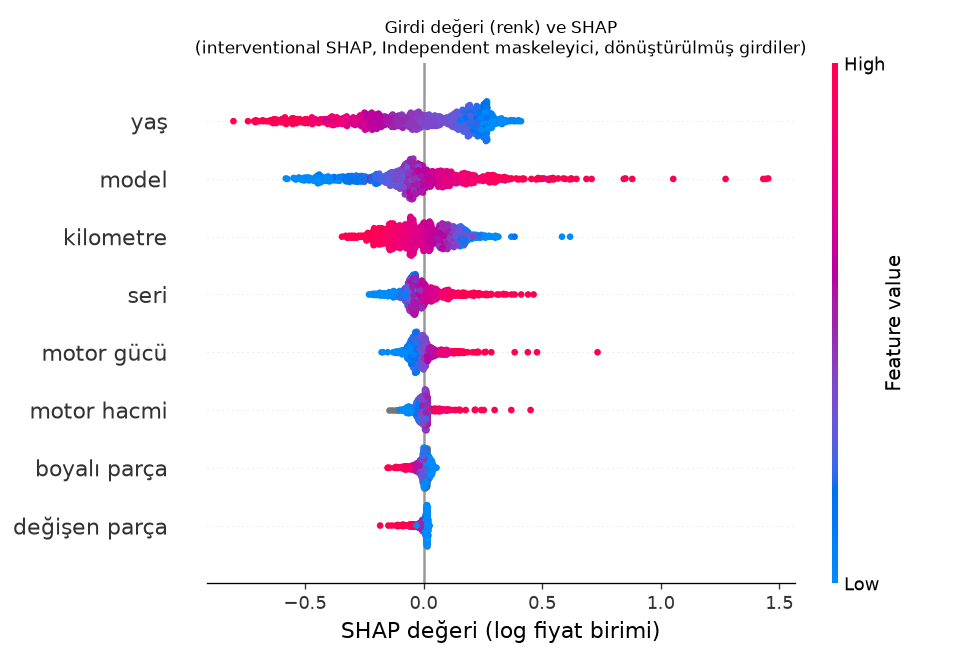 Girdi değeri (renk) ve SHAP
(interventional SHAP, Independent maskeleyici, dönüştürülmüş girdiler)
High
yaş
model
kilometre
seri
motor gücü
motor hacmi
boyalı parça
değişen parça
Feature value
Low
−0.5 0.0 0.5 1.0 1.5
SHAP değeri (log fiyat birimi)